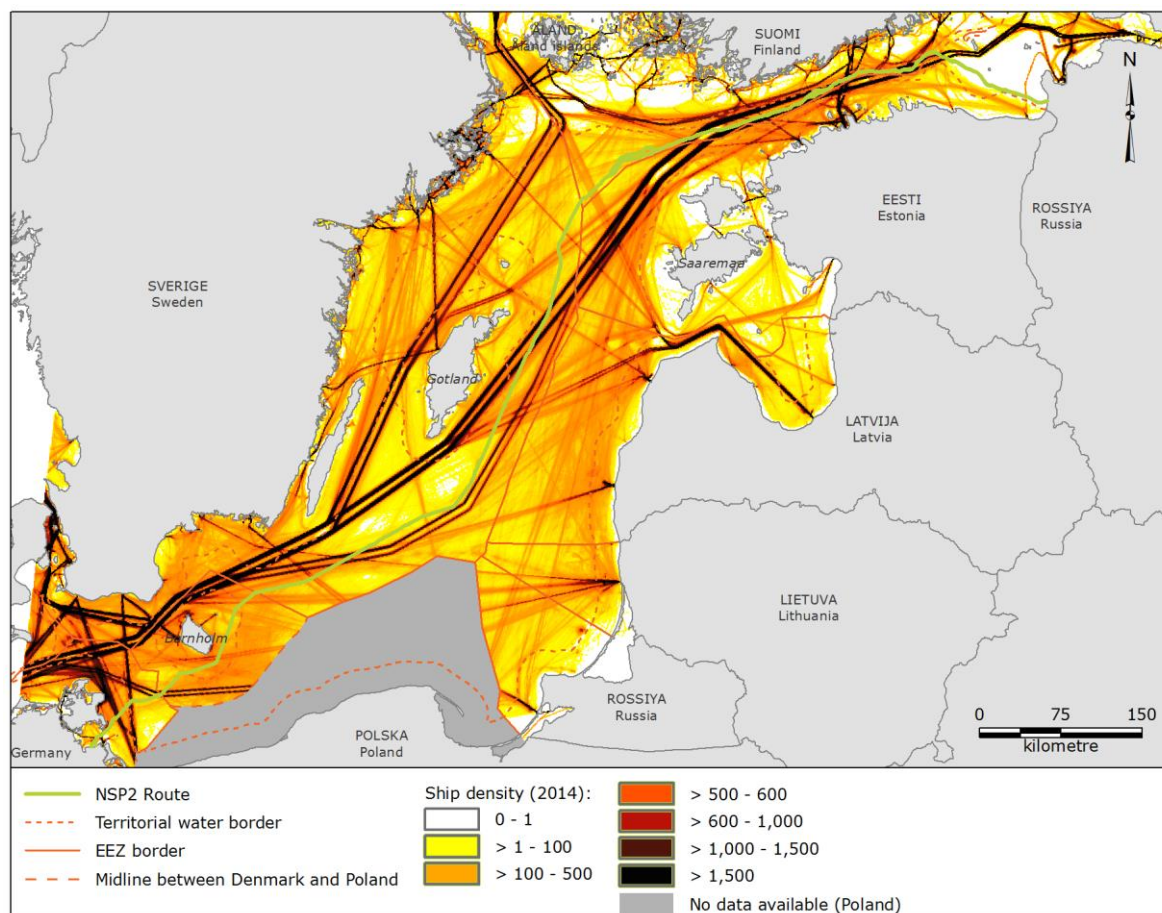 ÅLAND
Åland islands
SUOMI
Finland
N
EESTI
Estonia
ROSSIYA
Russia
Saaremaa
SVERIGE
Sweden
Gotland
LATVIJA
Latvia
LIETUVA
Lithuania
Bornholm
ROSSIYA
Russia
POLSKA
Poland
Germany
0 75 150
kilometre
NSP2 Route
Territorial water border
EEZ border
Midline between Denmark and Poland
Ship density (2014):
0 - 1
> 1 - 100
> 100 - 500
> 500 - 600
> 600 - 1,000
> 1,000 - 1,500
> 1,500
No data available (Poland)